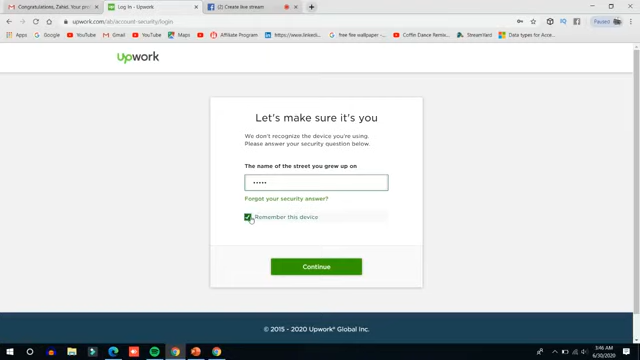 Congratulations, Zahel. Your
Log In - Upwork
Create live stream
upwork.com/ab/account-security/login
Paused
Apps
Google
YouTube
Gmail
YouTube
Maps
Affiliate Program
https://www.linkedi...
free fire wallpaper...
Coffin Dance Remix...
StreamYard
Data types for Acce...
upwork
Let's make sure it's you
We don't recognize the device you're using.
Please answer your security question below.
The name of the street you grew up on
•••••
Forgot your security answer?
Remember this device
Continue
© 2015 - 2020 Upwork® Global Inc.
3:46 AM
6/30/2020